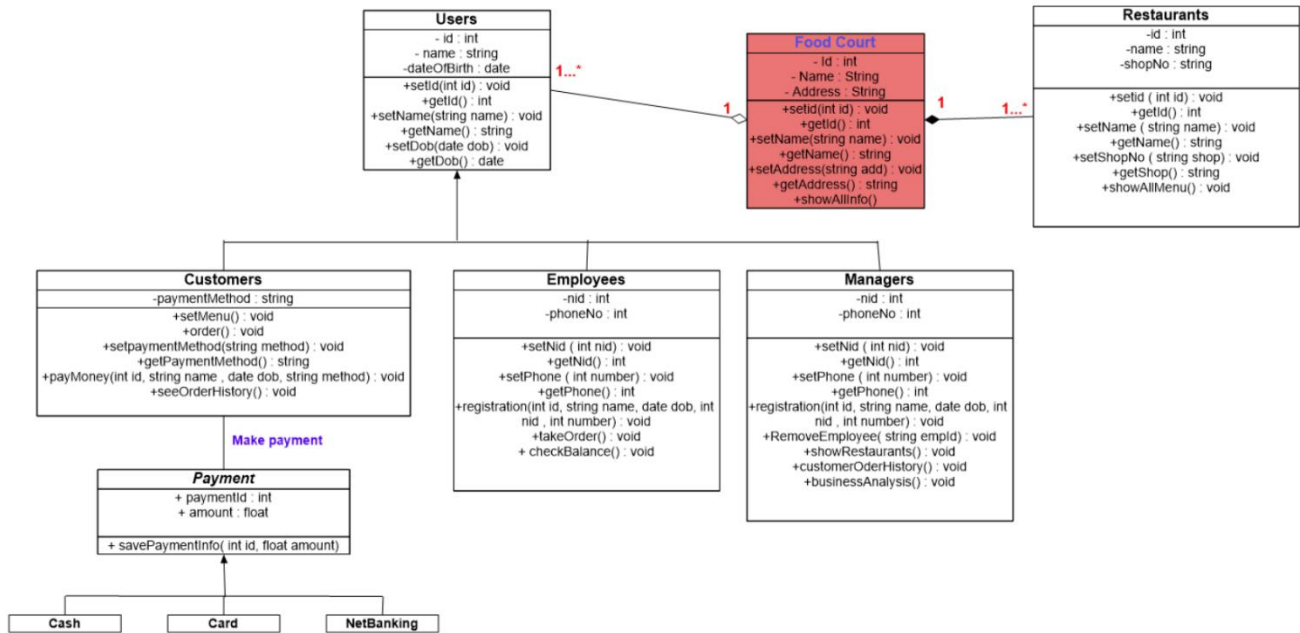 Users
- id : int
- name : string
-dateOfBirth : date
+setId(int id) : void
+getId() : int
+setName(string name) : void
+getName() : string
+setDob(date dob) : void
+getDob() : date
1...*
1
Food Court
- Id : int
- Name : String
- Address : String
+setid(int id) : void
+getId() : int
+setName(string name) : void
+getName() : string
+setAddress(string add) : void
+getAddress() : string
+showAllInfo()
1
1...*
Restaurants
-id : int
-name : string
-shopNo : string
+setid ( int id) : void
+getId() : int
+setName ( string name) : void
+getName() : string
+setShopNo ( string shop) : void
+getShop() : string
+showAllMenu() : void
Customers
-paymentMethod : string
+setMenu() : void
+order() : void
+setpaymentMethod(string method) : void
+getPaymentMethod() : string
+payMoney(int id, string name , date dob, string method) : void
+seeOrderHistory() : void
Employees
-nid : int
-phoneNo : int
+setNid ( int nid) : void
+getNid() : int
+setPhone ( int number) : void
+getPhone() : int
+registration(int id, string name, date dob, int
nid , int number) : void
+takeOrder() : void
+ checkBalance() : void
Managers
-nid : int
-phoneNo : int
+setNid ( int nid) : void
+getNid() : int
+setPhone ( int number) : void
+getPhone() : int
+registration(int id, string name, date dob, int
nid , int number) : void
+RemoveEmployee( string empId) : void
+showRestaurants() : void
+customerOderHistory() : void
+businessAnalysis() : void
Make payment
Payment
+ paymentId : int
+ amount : float
+ savePaymentInfo( int id, float amount)
Cash
Card
NetBanking